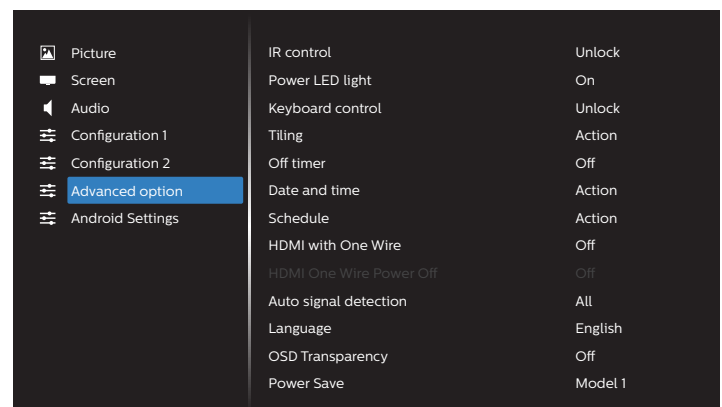 Picture
Screen
Audio
Configuration 1
Configuration 2
Advanced option
Android Settings
IR control Unlock
Power LED light On
Keyboard control Unlock
Tiling Action
Off timer Off
Date and time Action
Schedule Action
HDMI with One Wire Off
HDMI One Wire Power Off Off
Auto signal detection All
Language English
OSD Transparency Off
Power Save Model 1